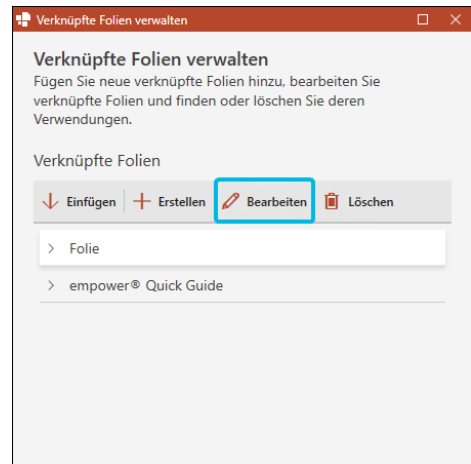 Verknüpfte Folien verwalten
Verknüpfte Folien verwalten
Fügen Sie neue verknüpfte Folien hinzu, bearbeiten Sie
verknüpfte Folien und finden oder löschen Sie deren
Verwendungen.
Verknüpfte Folien
Einfügen Erstellen Bearbeiten Löschen
Folie
empower® Quick Guide